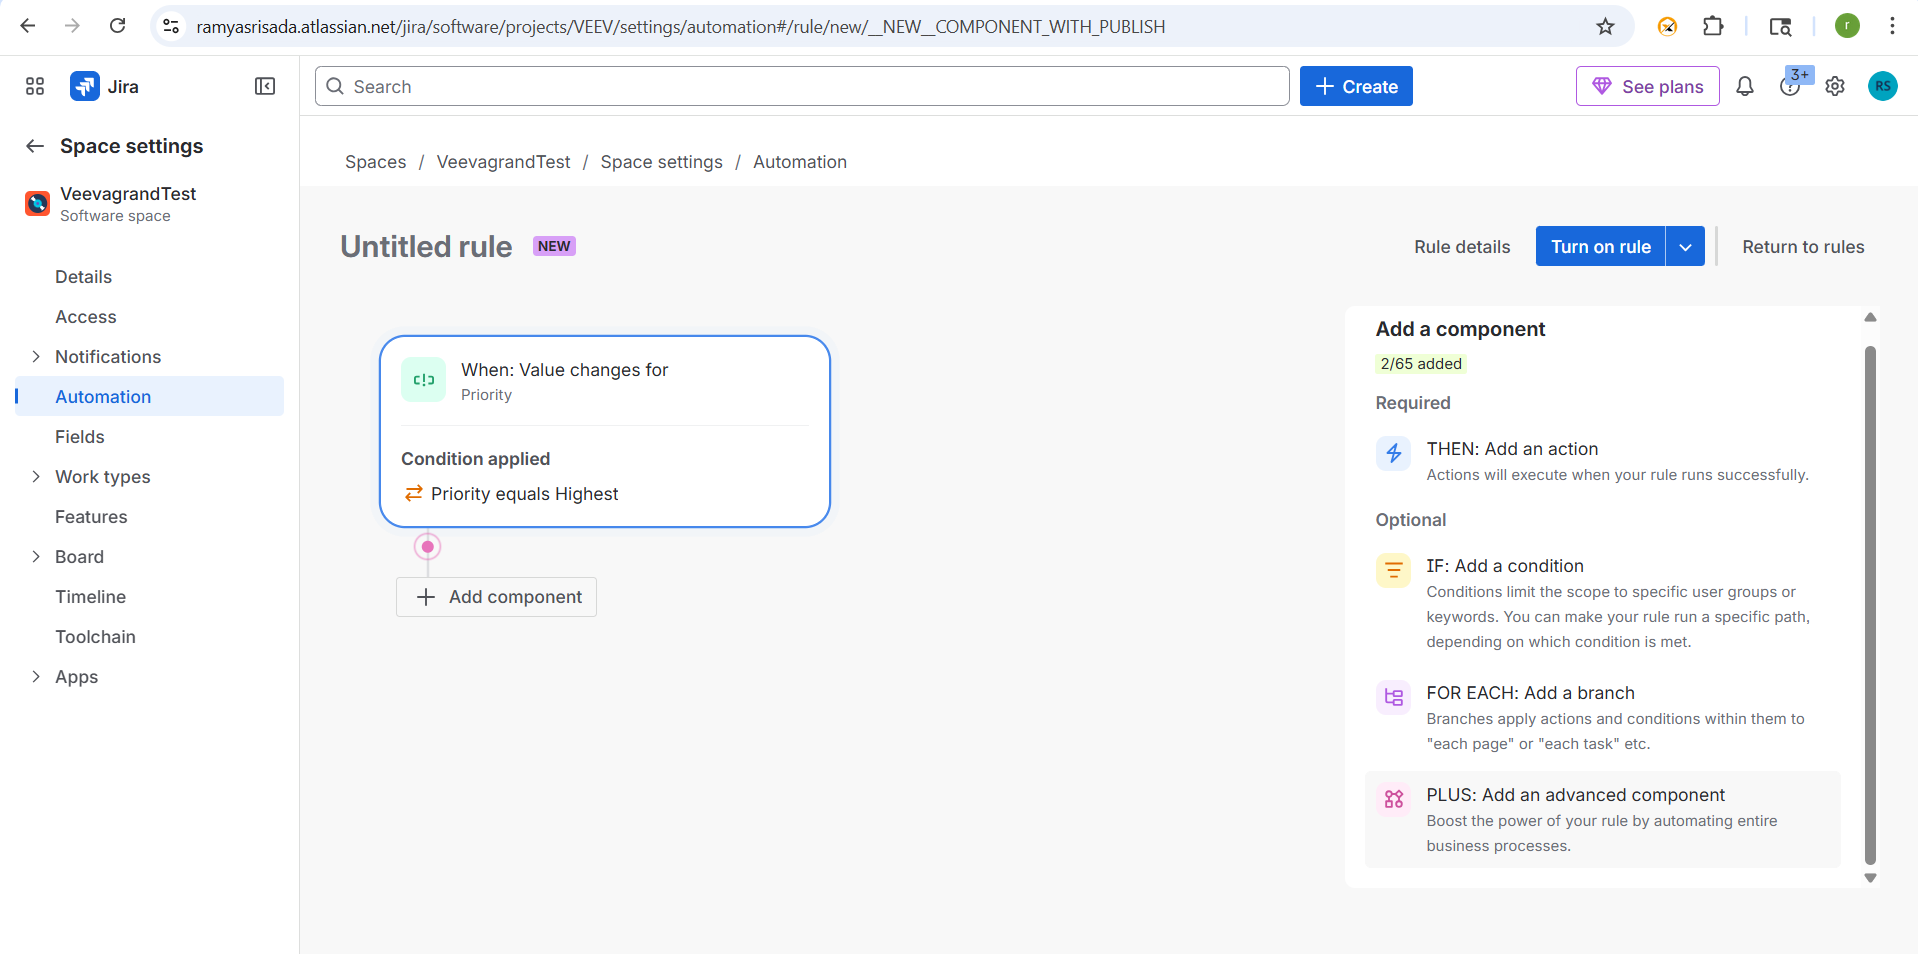 ramyasrisada.atlassian.net/jira/software/projects/VEEV/settings/automation#/rule/new/__NEW__COMPONENT_WITH_PUBLISH
r
Jira
Search
Create
See plans
3+
RS
Space settings
VeevagrandTest
Software space
Details
Access
Notifications
Automation
Fields
Work types
Features
Board
Timeline
Toolchain
Apps
Spaces / VeevagrandTest / Space settings / Automation
Untitled rule NEW
Rule details
Turn on rule
Return to rules
When: Value changes for
Priority
Condition applied
Priority equals Highest
Add component
Add a component
2/65 added
Required
THEN: Add an action
Actions will execute when your rule runs successfully.
Optional
IF: Add a condition
Conditions limit the scope to specific user groups or
keywords. You can make your rule run a specific path,
depending on which condition is met.
FOR EACH: Add a branch
Branches apply actions and conditions within them to
"each page" or "each task" etc.
PLUS: Add an advanced component
Boost the power of your rule by automating entire
business processes.